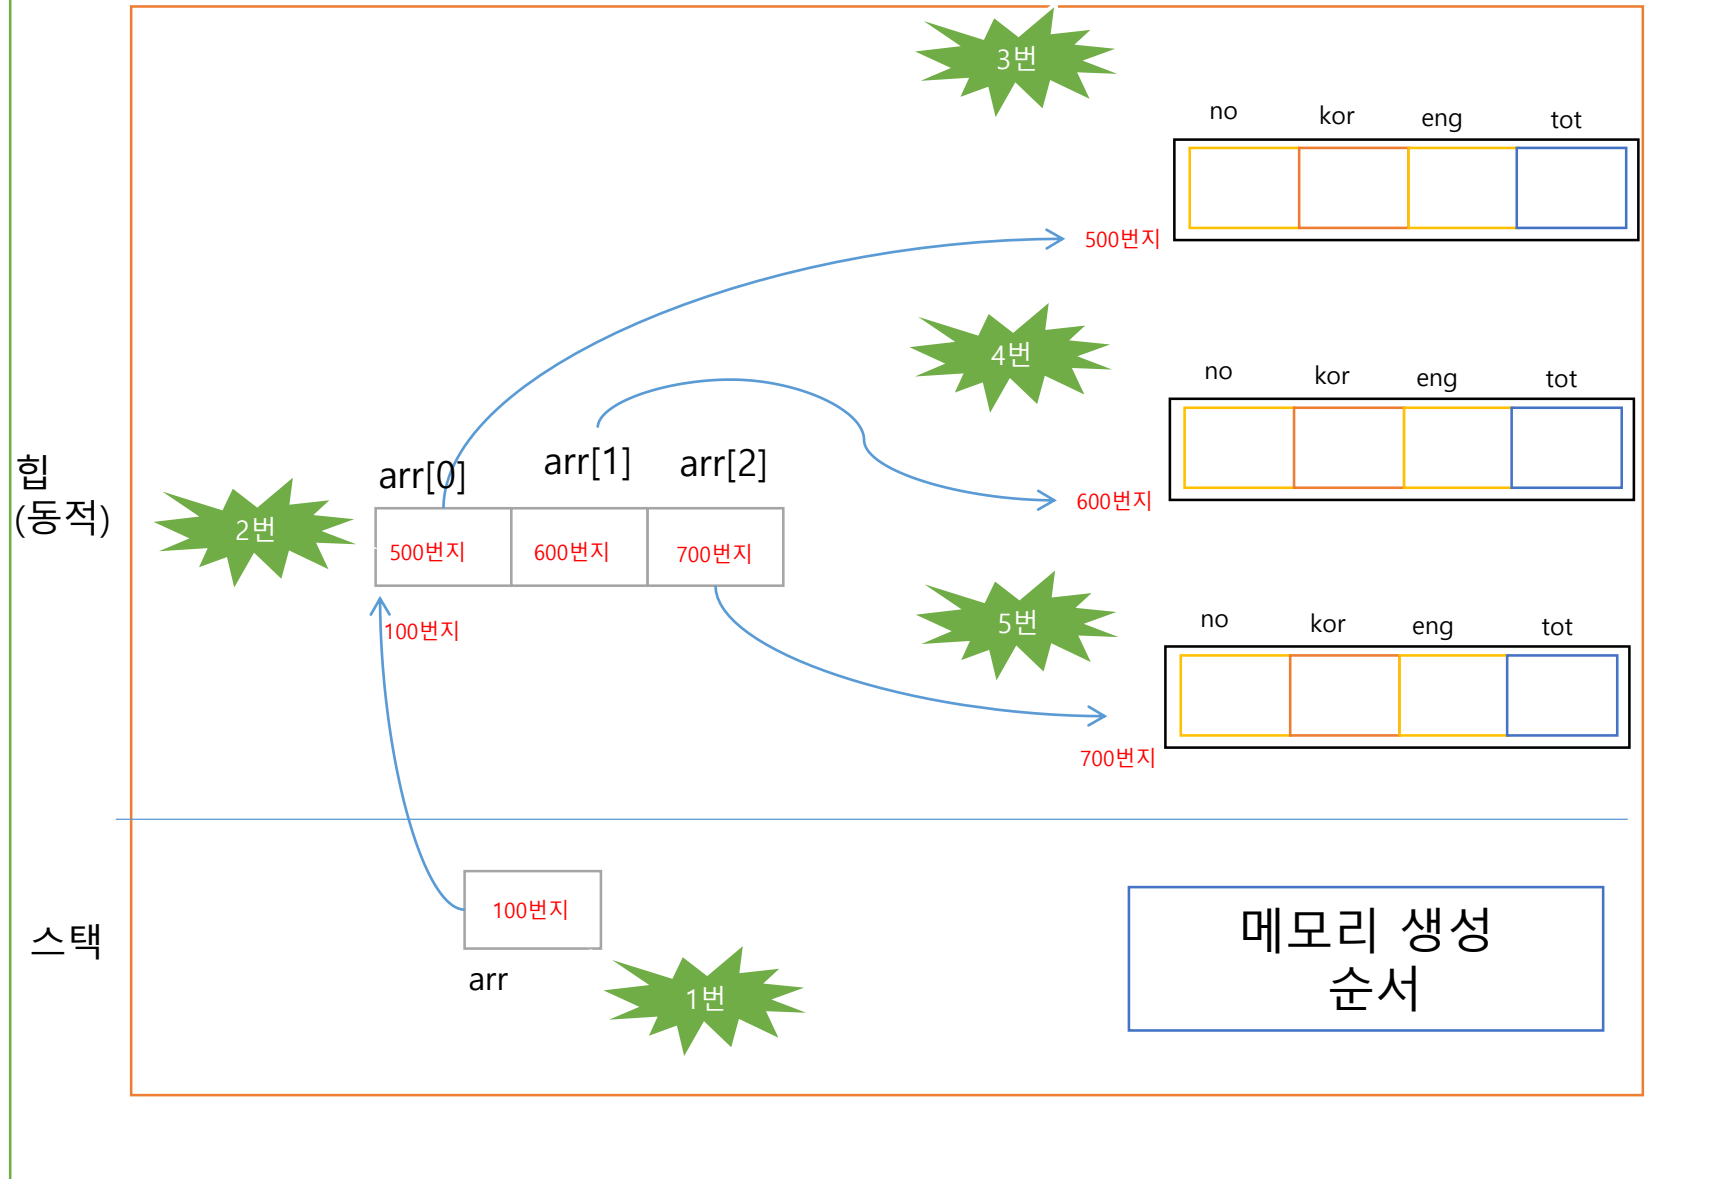 3번
no kor eng tot
500번지
4번
no kor eng tot
600번지
힙
(동적)
2번
arr[0] arr[1] arr[2]
500번지 600번지 700번지
100번지
5번
no kor eng tot
700번지
스택
100번지
arr
1번
메모리 생성
순서